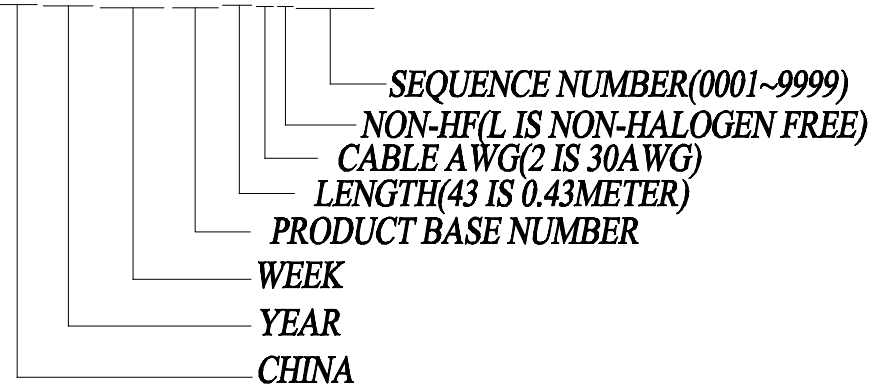 SEQUENCE NUMBER(0001~9999)
NON-HF(L IS NON-HALOGEN FREE)
CABLE AWG(2 IS 30AWG)
LENGTH(43 IS 0.43METER)
PRODUCT BASE NUMBER
WEEK
YEAR
CHINA